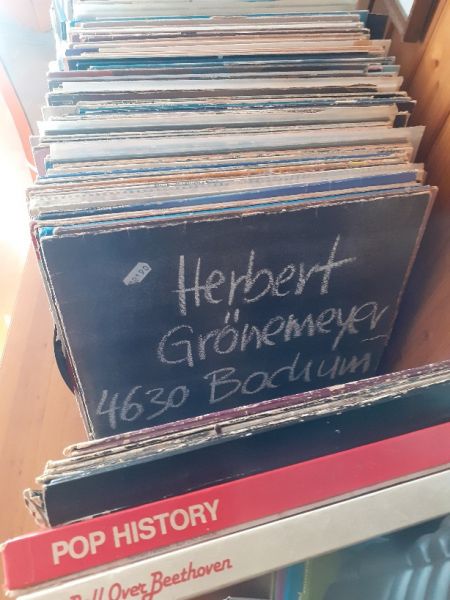 Herbert
Grönemeyer
4630 Bochum
POP HISTORY
Roll Over Beethoven